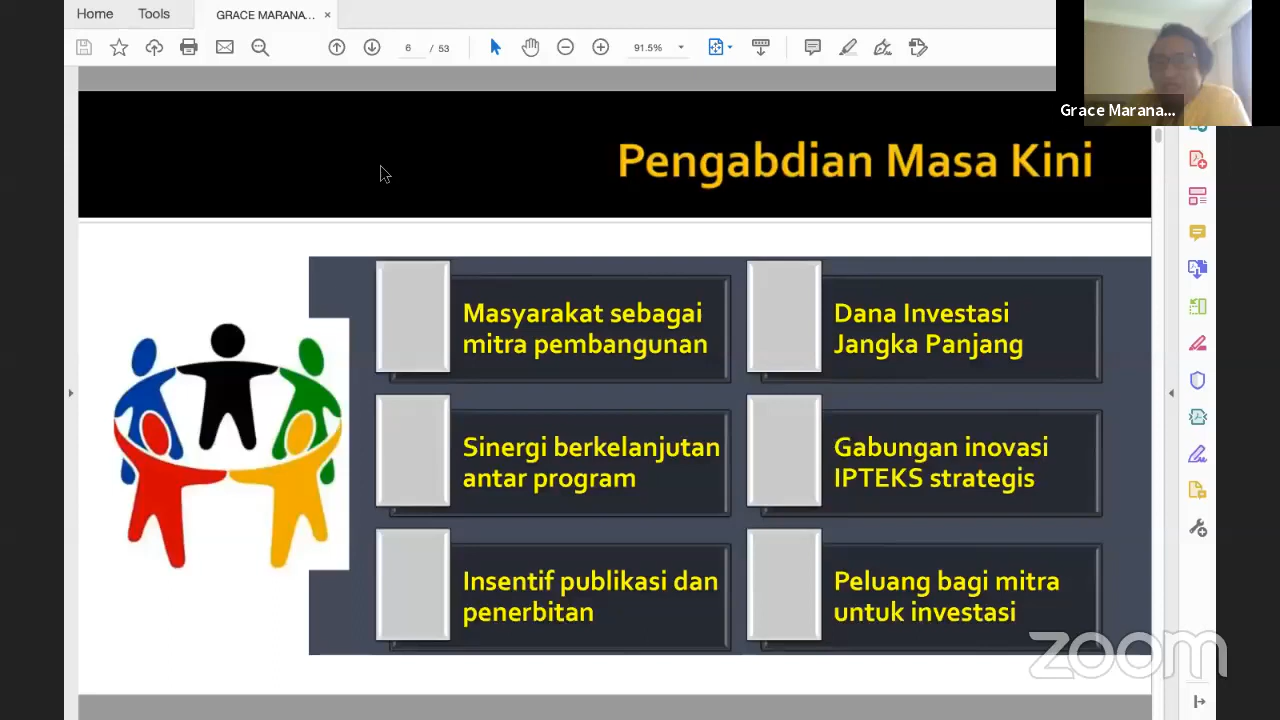 Home
Tools
GRACE MARANA... ×
6 / 53
91.5%
Grace Marana...
Pengabdian Masa Kini
Masyarakat sebagai
mitra pembangunan
Dana Investasi
Jangka Panjang
Sinergi berkelanjutan
antar program
Gabungan inovasi
IPTEKS strategis
Insentif publikasi dan
penerbitan
Peluang bagi mitra
untuk investasi
zoom